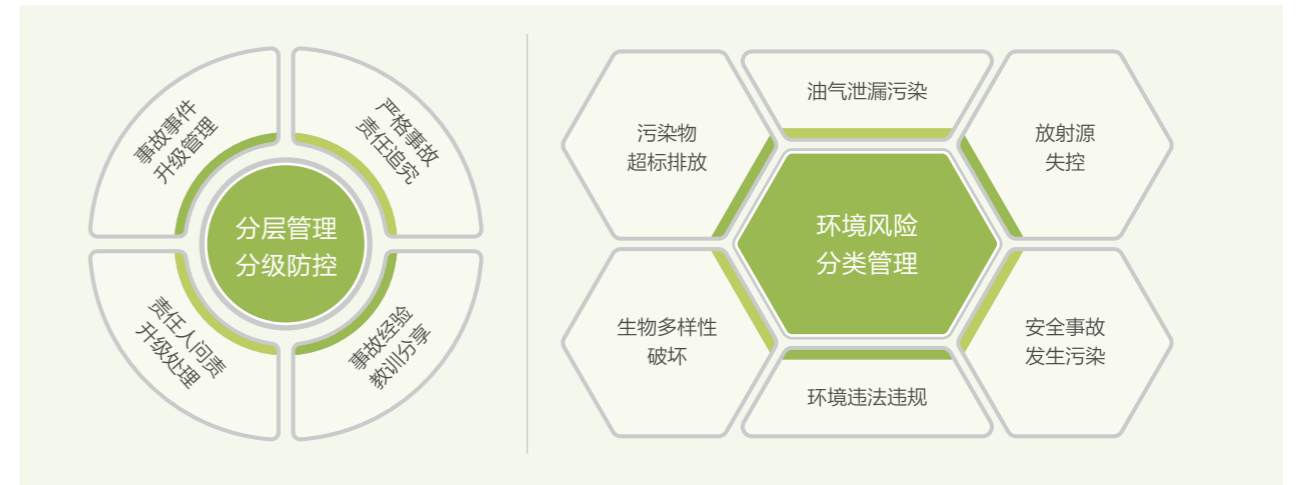 事故事件
升级管理
严格事故
责任追究
分层管理
分级防控
责任人问责
升级处理
事故经验
教训分享
油气泄漏污染
污染物
超标排放
放射源
失控
环境风险
分类管理
生物多样性
破坏
安全事故
发生污染
环境违法违规